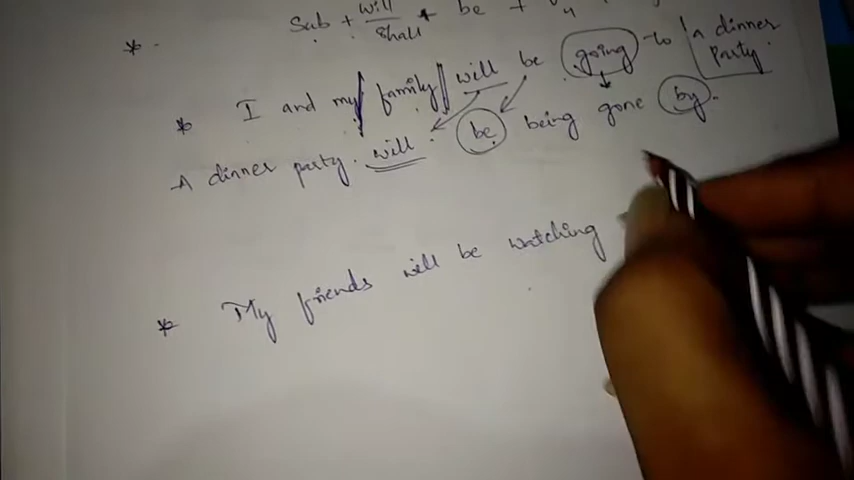 * Sub + will/shall + be + V4
* I and my family will be going to a dinner party.
A dinner party will be being gone by.
* My friends will be watching